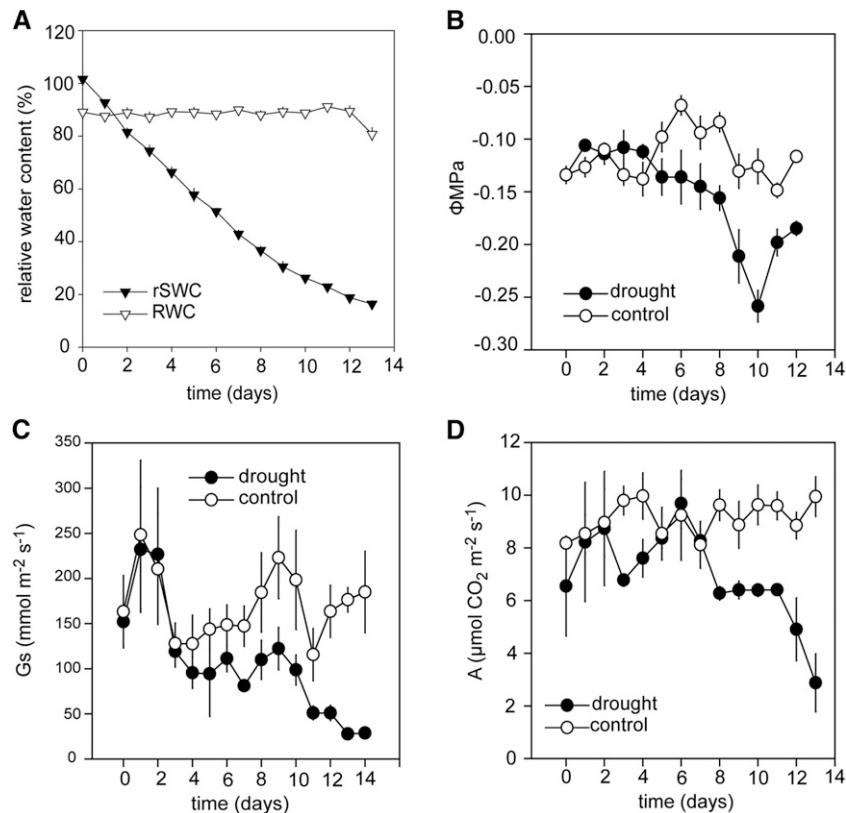 A
relative water content (%)
120
100
80
60
40
20
0
rSWC
RWC
0 2 4 6 8 10 12 14
time (days)
B
ΦMPa
0.00
-0.05
-0.10
-0.15
-0.20
-0.25
-0.30
drought
control
0 2 4 6 8 10 12 14
time (days)
C
Gs (mmol m-2 s-1)
350
300
250
200
150
100
50
0
drought
control
0 2 4 6 8 10 12 14
time (days)
D
A (µmol CO2 m-2 s-1)
12
10
8
6
4
2
0
drought
control
0 2 4 6 8 10 12 14
time (days)